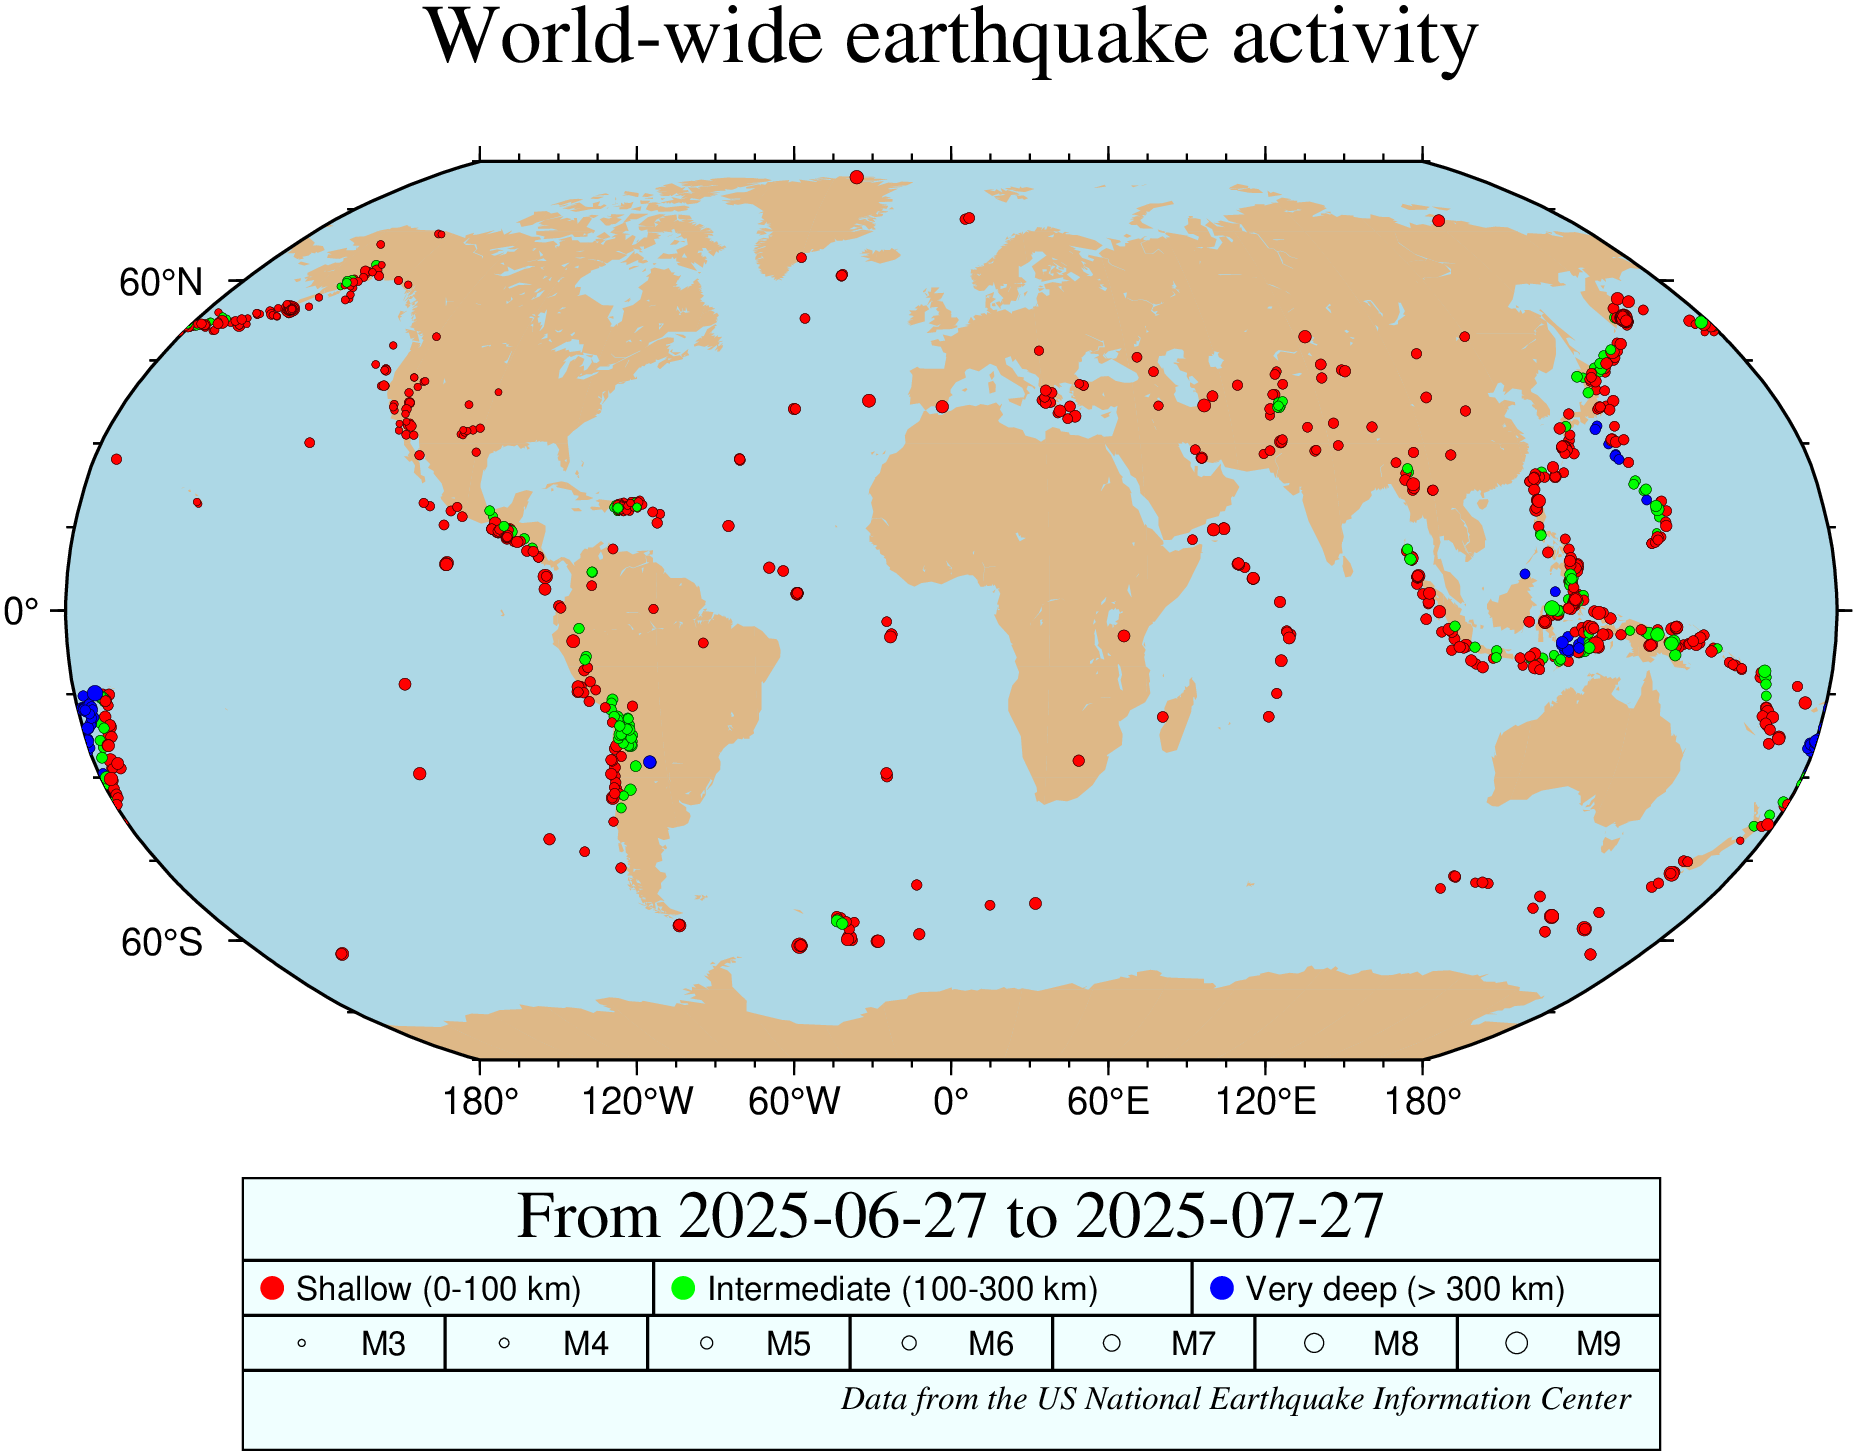 World-wide earthquake activity
60°N
0°
60°S
180° 120°W 60°W 0° 60°E 120°E 180°
From 2025-06-27 to 2025-07-27
Shallow (0-100 km) Intermediate (100-300 km) Very deep (> 300 km)
M3 M4 M5 M6 M7 M8 M9
Data from the US National Earthquake Information Center